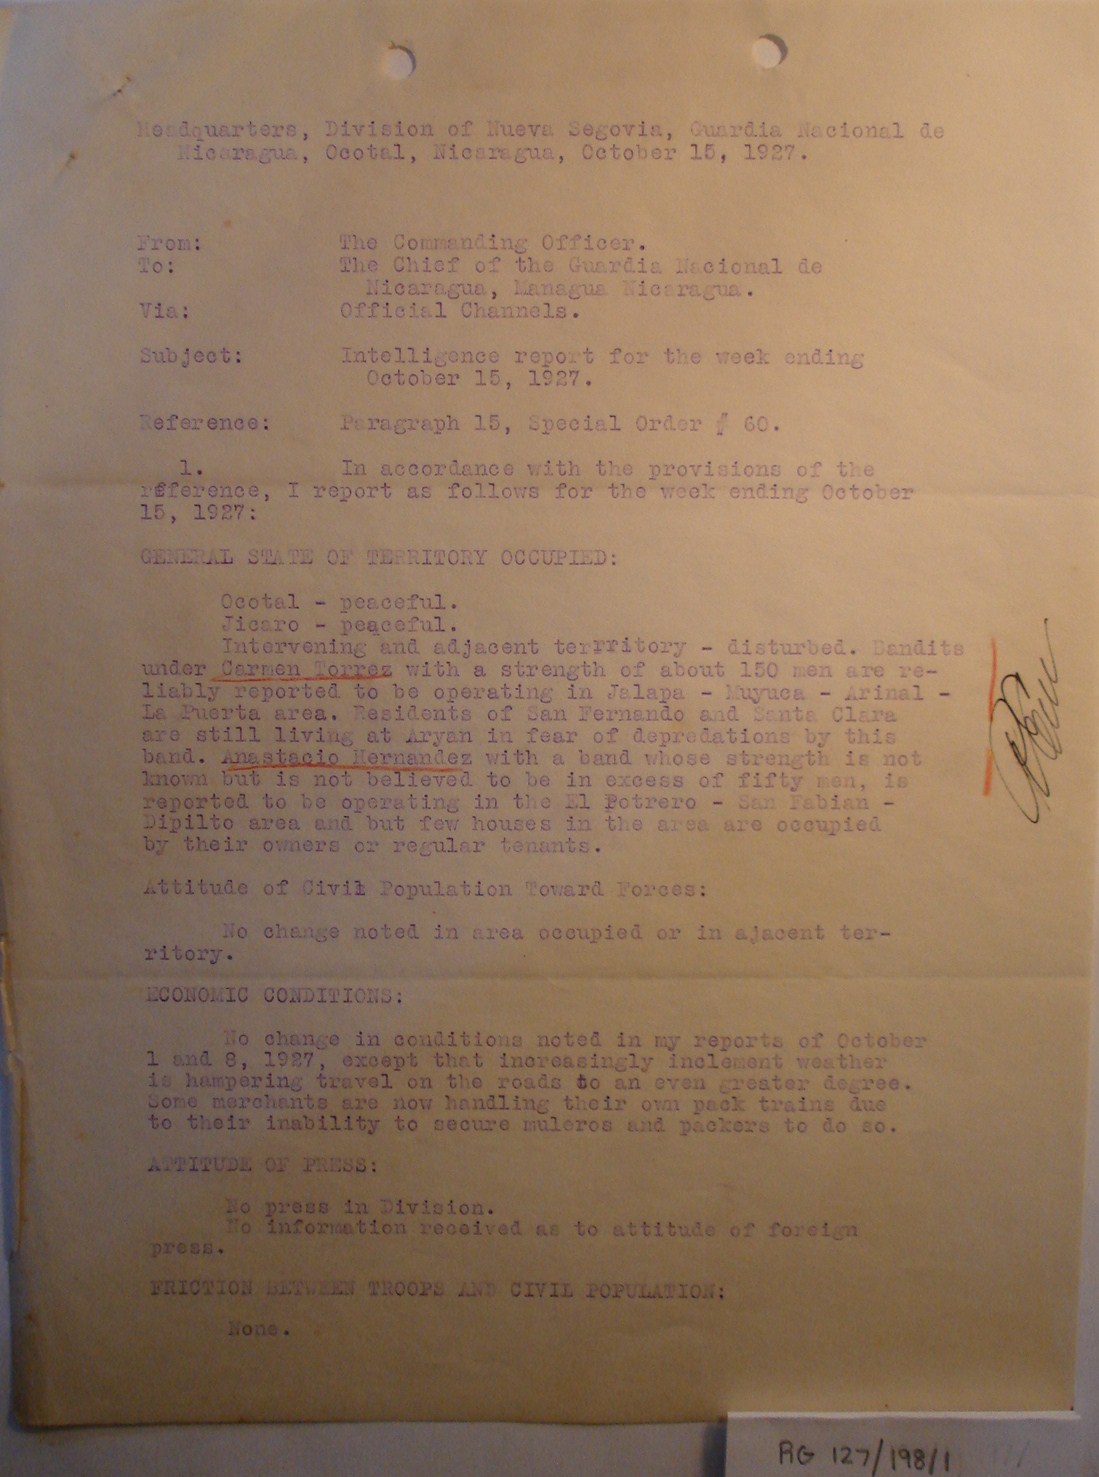 Headquarters, Division of Nueva Segovia, Guardia Nacional de
Nicaragua, Ocotal, Nicaragua, October 15, 1927.
From: The Commanding Officer.
To: The Chief of the Guardia Nacional de
Nicaragua, Managua Nicaragua.
Via: Official Channels.
Subject: Intelligence report for the week ending
October 15, 1927.
Reference: Paragraph 15, Special Order # 60.
1. In accordance with the provisions of the
reference, I report as follows for the week ending October
15, 1927:
GENERAL STATE OF TERRITORY OCCUPIED:
Ocotal - peaceful.
Jicaro - peaceful.
Intervening and adjacent terrritory - disturbed. Bandits
under Carmen Torrez with a strength of about 150 men are re-
liably reported to be operating in Jalapa - Muyuca - Arinal -
La Puerta area. Residents of San Fernando and Santa Clara
are still living at Aryan in fear of depredations by this
band. Anastacio Hernandez with a band whose strength is not
known but is not believed to be in excess of fifty men, is
reported to be operating in the El Potrero - San Fabian -
Dipilto area and but few houses in the area are occupied
by their owners or regular tenants.
Attitude of Civil Population Toward Forces:
No change noted in area occupied or in ajacent ter-
ritory.
ECONOMIC CONDITIONS:
No change in conditions noted in my reports of October
1 and 8, 1927, except that increasingly inclement weather
is hampering travel on the roads to an even greater degree.
Some merchants are now handling their own pack trains due
to their inability to secure muleros and packers to do so.
ATTITUDE OF PRESS:
No press in Division.
No information received as to attitude of foreign
press.
FRICTION BETWEEN TROOPS AND CIVIL POPULATION:
None.
RG 127/198/1